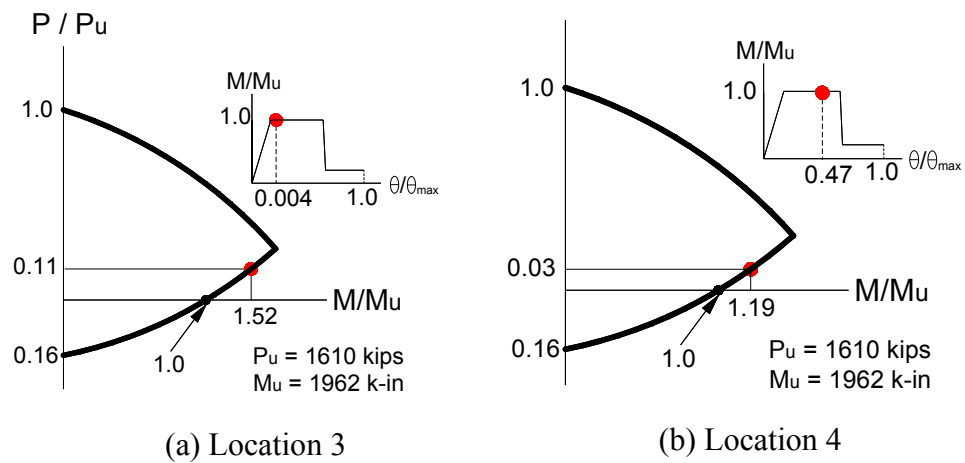 P / Pu
1.0
M/Mu
1.0
θ/θmax
0.004
1.0
0.11
M/Mu
1.52
0.16
1.0
Pu = 1610 kips
Mu = 1962 k-in
(a) Location 3
1.0
M/Mu
1.0
θ/θmax
0.47
1.0
0.03
M/Mu
1.19
0.16
1.0
Pu = 1610 kips
Mu = 1962 k-in
(b) Location 4